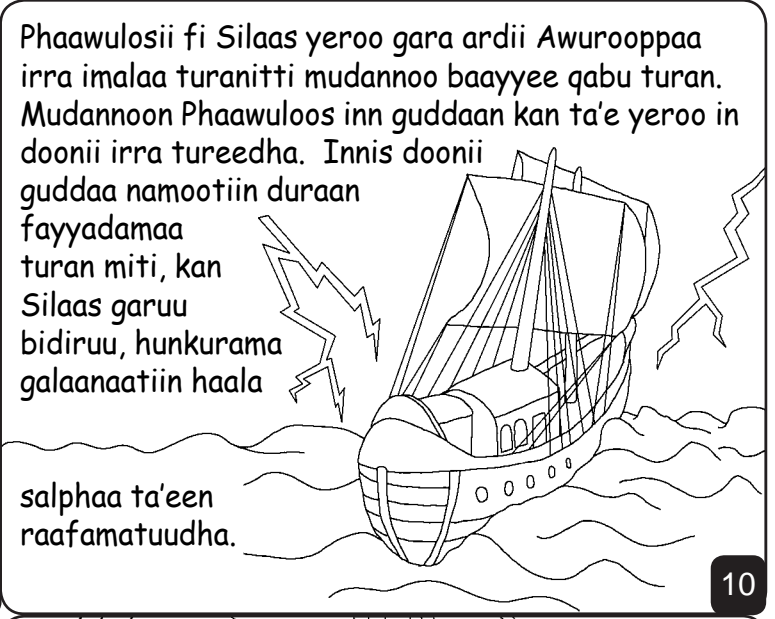 Phaawulosii fi Silaas yeroo gara ardii Awurooppaa
irra imalaa turanitti mudannoo baayyee qabu turan.
Mudannoon Phaawuloos inn guddaan kan ta'e yeroo in
doonii irra tureedha. Innis doonii
guddaa namootiin duraan
fayyadamaa
turan miti, kan
Silaas garuu
bidiruu, hunkurama
galaanaatiin haala
salphaa ta'een
raafamatuudha.
10